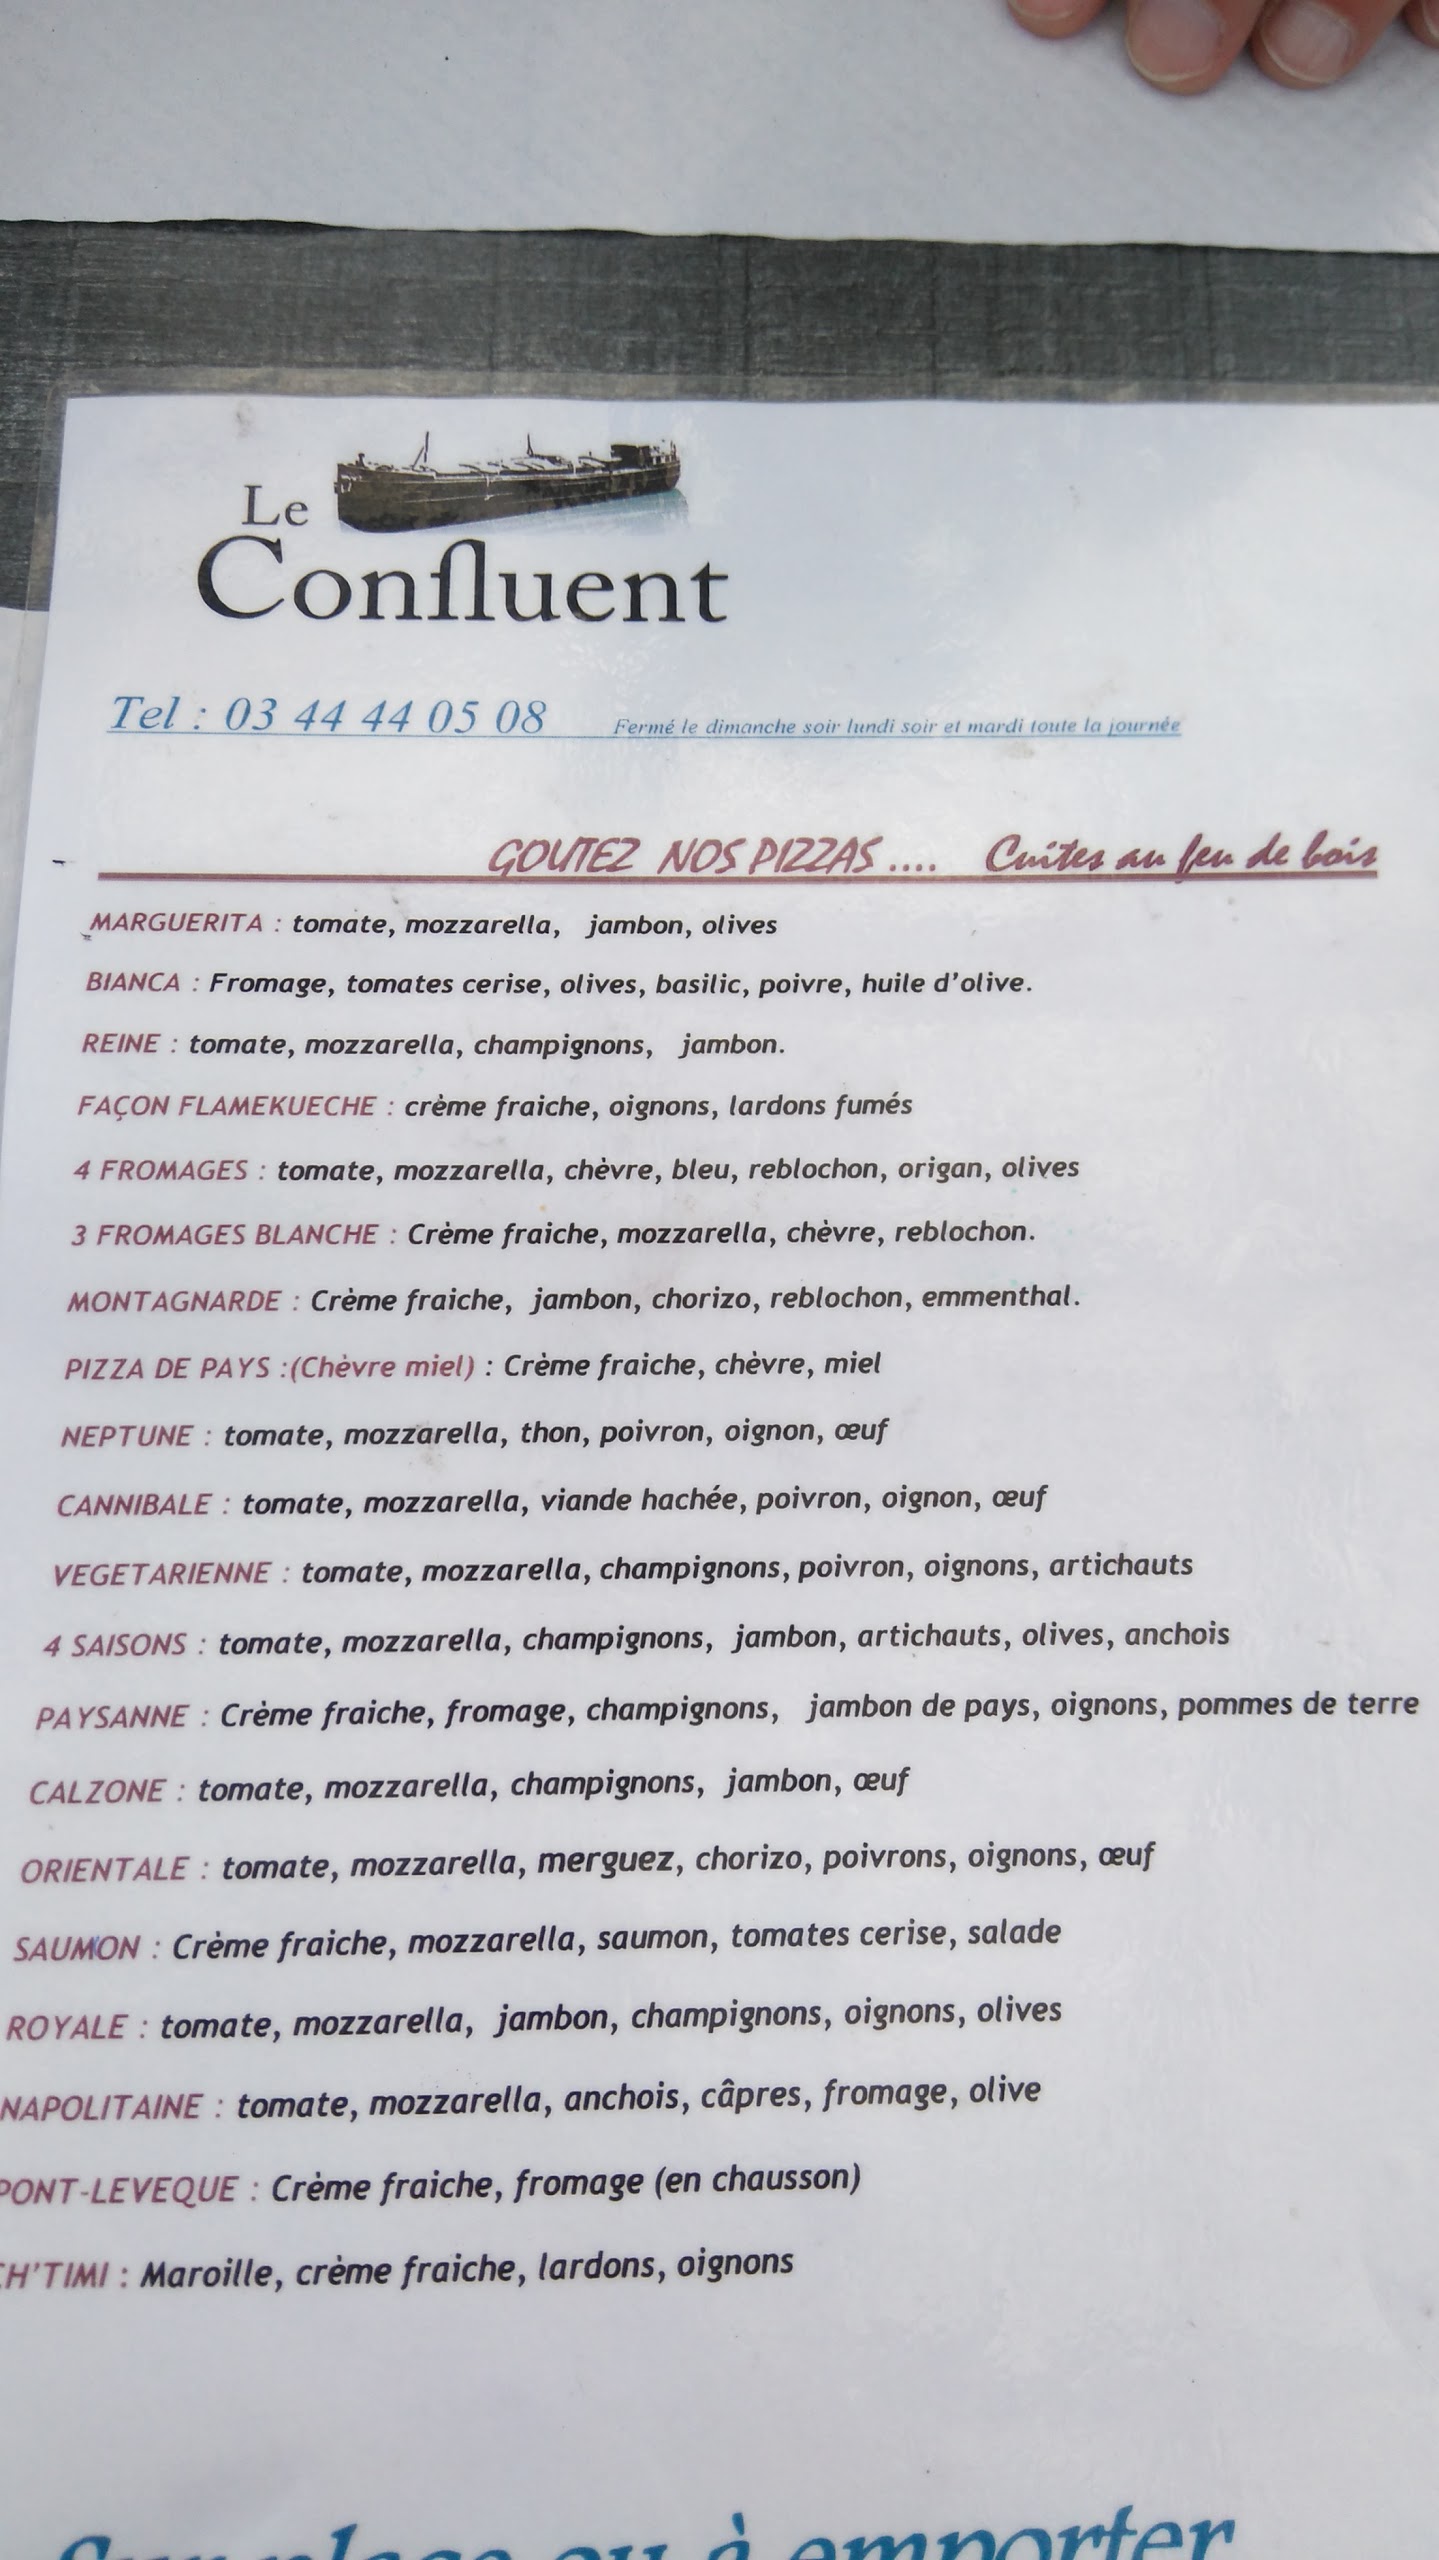 Le
Confluent
Tel : 03 44 44 05 08 Fermé le dimanche soir lundi soir et mardi toute la journée
GOUTEZ NOS PIZZAS .... Cuites au feu de bois
MARGUERITA : tomate, mozzarella, jambon, olives
BIANCA : Fromage, tomates cerise, olives, basilic, poivre, huile d'olive.
REINE : tomate, mozzarella, champignons, jambon.
FAÇON FLAMEKUECHE : crème fraiche, oignons, lardons fumés
4 FROMAGES : tomate, mozzarella, chèvre, bleu, reblochon, origan, olives
3 FROMAGES BLANCHE : Crème fraiche, mozzarella, chèvre, reblochon.
MONTAGNARDE : Crème fraiche, jambon, chorizo, reblochon, emmenthal.
PIZZA DE PAYS :(Chèvre miel) : Crème fraiche, chèvre, miel
NEPTUNE : tomate, mozzarella, thon, poivron, oignon, œuf
CANNIBALE : tomate, mozzarella, viande hachée, poivron, oignon, œuf
VEGETARIENNE : tomate, mozzarella, champignons, poivron, oignons, artichauts
4 SAISONS : tomate, mozzarella, champignons, jambon, artichauts, olives, anchois
PAYSANNE : Crème fraiche, fromage, champignons, jambon de pays, oignons, pommes de terre
CALZONE : tomate, mozzarella, champignons, jambon, œuf
ORIENTALE : tomate, mozzarella, merguez, chorizo, poivrons, oignons, œuf
SAUMON : Crème fraiche, mozzarella, saumon, tomates cerise, salade
ROYALE : tomate, mozzarella, jambon, champignons, oignons, olives
NAPOLITAINE : tomate, mozzarella, anchois, câpres, fromage, olive
PONT-LEVEQUE : Crème fraiche, fromage (en chausson)
CH'TIMI : Maroille, crème fraiche, lardons, oignons
Sur place ou à emporter